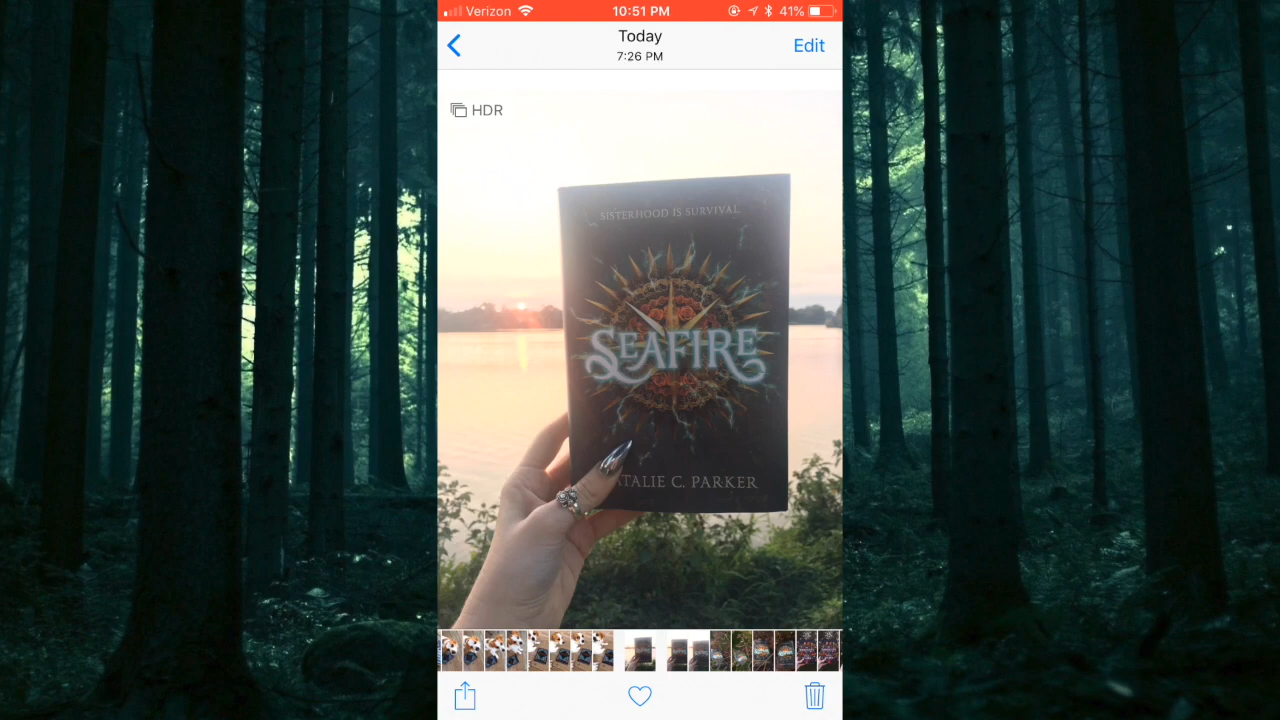 Verizon 10:51 PM 41%
Today
7:26 PM
Edit
HDR
SISTERHOOD IS SURVIVAL.
SEAFIRE
ATALIE C. PARKER